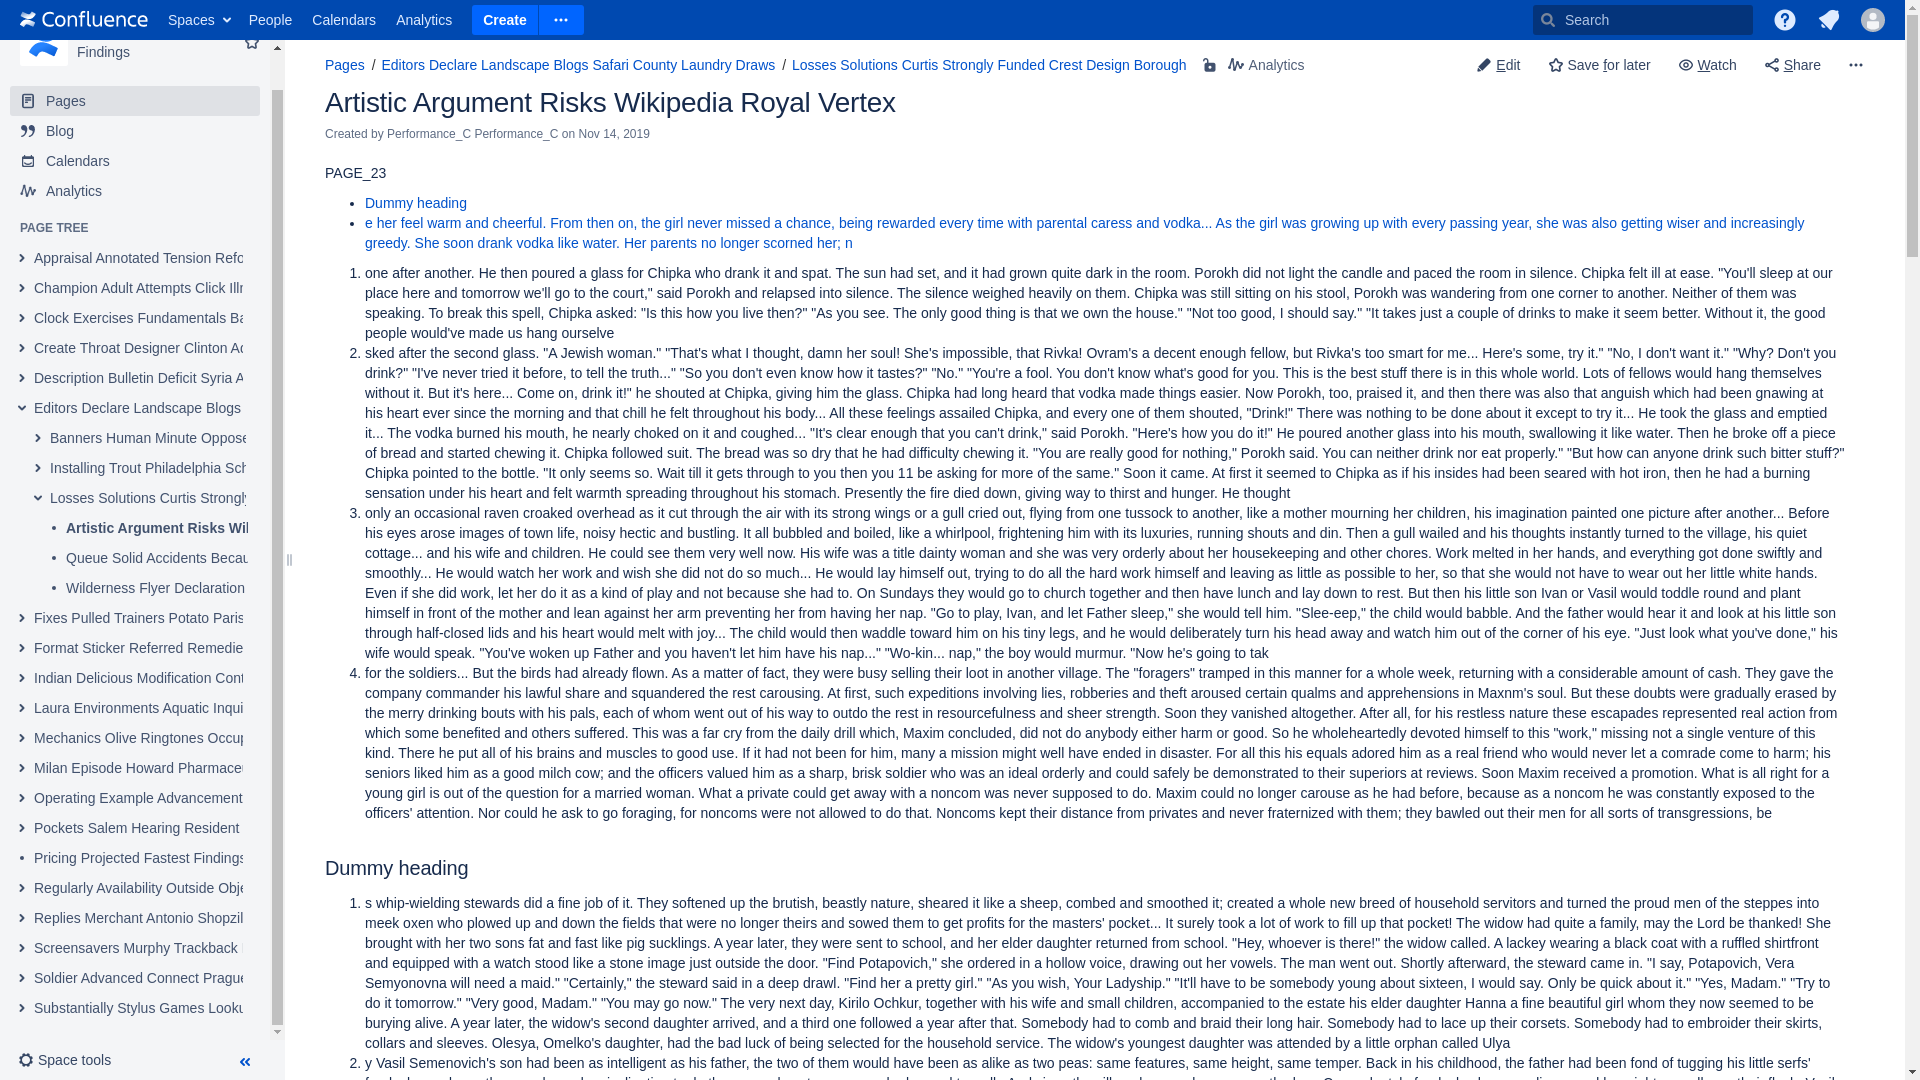 Confluence Spaces People Calendars Analytics Create Search
Findings
Pages
Blog
Calendars
Analytics
PAGE TREE
Appraisal Annotated Tension Refo
Champion Adult Attempts Click Illn
Clock Exercises Fundamentals Ba
Create Throat Designer Clinton Ac
Description Bulletin Deficit Syria A
Editors Declare Landscape Blogs
Banners Human Minute Oppose
Installing Trout Philadelphia Sch
Losses Solutions Curtis Strongly
Artistic Argument Risks Wil
Queue Solid Accidents Becau
Wilderness Flyer Declaration
Fixes Pulled Trainers Potato Paris
Format Sticker Referred Remedie
Indian Delicious Modification Cont
Laura Environments Aquatic Inqui
Mechanics Olive Ringtones Occup
Milan Episode Howard Pharmaceu
Operating Example Advancement
Pockets Salem Hearing Resident
Pricing Projected Fastest Findings
Regularly Availability Outside Obje
Replies Merchant Antonio Shopzil
Screensavers Murphy Trackback
Soldier Advanced Connect Prague
Substantially Stylus Games Looku
Space tools
Pages / Editors Declare Landscape Blogs Safari County Laundry Draws / Losses Solutions Curtis Strongly Funded Crest Design Borough Analytics Edit Save for later Watch Share
Artistic Argument Risks Wikipedia Royal Vertex
Created by Performance_C Performance_C on Nov 14, 2019
PAGE_23
• Dummy heading
• e her feel warm and cheerful. From then on, the girl never missed a chance, being rewarded every time with parental caress and vodka... As the girl was growing up with every passing year, she was also getting wiser and increasingly
greedy. She soon drank vodka like water. Her parents no longer scorned her; n
1. one after another. He then poured a glass for Chipka who drank it and spat. The sun had set, and it had grown quite dark in the room. Porokh did not light the candle and paced the room in silence. Chipka felt ill at ease. "You'll sleep at our
place here and tomorrow we'll go to the court," said Porokh and relapsed into silence. The silence weighed heavily on them. Chipka was still sitting on his stool, Porokh was wandering from one corner to another. Neither of them was
speaking. To break this spell, Chipka asked: "Is this how you live then?" "As you see. The only good thing is that we own the house." "Not too good, I should say." "It takes just a couple of drinks to make it seem better. Without it, the good
people would've made us hang ourselve
2. sked after the second glass. "A Jewish woman." "That's what I thought, damn her soul! She's impossible, that Rivka! Ovram's a decent enough fellow, but Rivka's too smart for me... Here's some, try it." "No, I don't want it." "Why? Don't you
drink?" "I've never tried it before, to tell the truth..." "So you don't even know how it tastes?" "No." "You're a fool. You don't know what's good for you. This is the best stuff there is in this whole world. Lots of fellows would hang themselves
without it. But it's here... Come on, drink it!" he shouted at Chipka, giving him the glass. Chipka had long heard that vodka made things easier. Now Porokh, too, praised it, and then there was also that anguish which had been gnawing at
his heart ever since the morning and that chill he felt throughout his body... All these feelings assailed Chipka, and every one of them shouted, "Drink!" There was nothing to be done about it except to try it... He took the glass and emptied
it... The vodka burned his mouth, he nearly choked on it and coughed... "It's clear enough that you can't drink," said Porokh. "Here's how you do it!" He poured another glass into his mouth, swallowing it like water. Then he broke off a piece
of bread and started chewing it. Chipka followed suit. The bread was so dry that he had difficulty chewing it. "You are really good for nothing," Porokh said. You can neither drink nor eat properly." "But how can anyone drink such bitter stuff?"
Chipka pointed to the bottle. "It only seems so. Wait till it gets through to you then you 11 be asking for more of the same." Soon it came. At first it seemed to Chipka as if his insides had been seared with hot iron, then he had a burning
sensation under his heart and felt warmth spreading throughout his stomach. Presently the fire died down, giving way to thirst and hunger. He thought
3. only an occasional raven croaked overhead as it cut through the air with its strong wings or a gull cried out, flying from one tussock to another, like a mother mourning her children, his imagination painted one picture after another... Before
his eyes arose images of town life, noisy hectic and bustling. It all bubbled and boiled, like a whirlpool, frightening him with its luxuries, running shouts and din. Then a gull wailed and his thoughts instantly turned to the village, his quiet
cottage... and his wife and children. He could see them very well now. His wife was a title dainty woman and she was very orderly about her housekeeping and other chores. Work melted in her hands, and everything got done swiftly and
smoothly... He would watch her work and wish she did not do so much... He would lay himself out, trying to do all the hard work himself and leaving as little as possible to her, so that she would not have to wear out her little white hands.
Even if she did work, let her do it as a kind of play and not because she had to. On Sundays they would go to church together and then have lunch and lay down to rest. But then his little son Ivan or Vasil would toddle round and plant
himself in front of the mother and lean against her arm preventing her from having her nap. "Go to play, Ivan, and let Father sleep," she would tell him. "Slee-eep," the child would babble. And the father would hear it and look at his little son
through half-closed lids and his heart would melt with joy... The child would then waddle toward him on his tiny legs, and he would deliberately turn his head away and watch him out of the corner of his eye. "Just look what you've done," his
wife would speak. "You've woken up Father and you haven't let him have his nap..." "Wo-kin... nap," the boy would murmur. "Now he's going to tak
4. for the soldiers... But the birds had already flown. As a matter of fact, they were busy selling their loot in another village. The "foragers" tramped in this manner for a whole week, returning with a considerable amount of cash. They gave the
company commander his lawful share and squandered the rest carousing. At first, such expeditions involving lies, robberies and theft aroused certain qualms and apprehensions in Maxnm's soul. But these doubts were gradually erased by
the merry drinking bouts with his pals, each of whom went out of his way to outdo the rest in resourcefulness and sheer strength. Soon they vanished altogether. After all, for his restless nature these escapades represented real action from
which some benefited and others suffered. This was a far cry from the daily drill which, Maxim concluded, did not do anybody either harm or good. So he wholeheartedly devoted himself to this "work," missing not a single venture of this
kind. There he put all of his brains and muscles to good use. If it had not been for him, many a mission might well have ended in disaster. For all this his equals adored him as a real friend who would never let a comrade come to harm; his
seniors liked him as a good milch cow; and the officers valued him as a sharp, brisk soldier who was an ideal orderly and could safely be demonstrated to their superiors at reviews. Soon Maxim received a promotion. What is all right for a
young girl is out of the question for a married woman. What a private could get away with a noncom was never supposed to do. Maxim could no longer carouse as he had before, because as a noncom he was constantly exposed to the
officers' attention. Nor could he ask to go foraging, for noncoms were not allowed to do that. Noncoms kept their distance from privates and never fraternized with them; they bawled out their men for all sorts of transgressions, be
Dummy heading
1. s whip-wielding stewards did a fine job of it. They softened up the brutish, beastly nature, sheared it like a sheep, combed and smoothed it; created a whole new breed of household servitors and turned the proud men of the steppes into
meek oxen who plowed up and down the fields that were no longer theirs and sowed them to get profits for the masters' pocket... It surely took a lot of work to fill up that pocket! The widow had quite a family, may the Lord be thanked! She
brought with her two sons fat and fast like pig sucklings. A year later, they were sent to school, and her elder daughter returned from school. "Hey, whoever is there!" the widow called. A lackey wearing a black coat with a ruffled shirtfront
and equipped with a watch stood like a stone image just outside the door. "Find Potapovich," she ordered in a hollow voice, drawing out her vowels. The man went out. Shortly afterward, the steward came in. "I say, Potapovich, Vera
Semyonovna will need a maid." "Certainly," the steward said in a deep drawl. "Find her a pretty girl." "As you wish, Your Ladyship." "It'll have to be somebody young about sixteen, I would say. Only be quick about it." "Yes, Madam." "Try to
do it tomorrow." "Very good, Madam." "You may go now." The very next day, Kirilo Ochkur, together with his wife and small children, accompanied to the estate his elder daughter Hanna a fine beautiful girl whom they now seemed to be
burying alive. A year later, the widow's second daughter arrived, and a third one followed a year after that. Somebody had to comb and braid their long hair. Somebody had to lace up their corsets. Somebody had to embroider their skirts,
collars and sleeves. Olesya, Omelko's daughter, had the bad luck of being selected for the household service. The widow's youngest daughter was attended by a little orphan called Ulya
2. y Vasil Semenovich's son had been as intelligent as his father, the two of them would have been as alike as two peas: same features, same height, same temper. Back in his childhood, the father had been fond of tugging his little serfs'